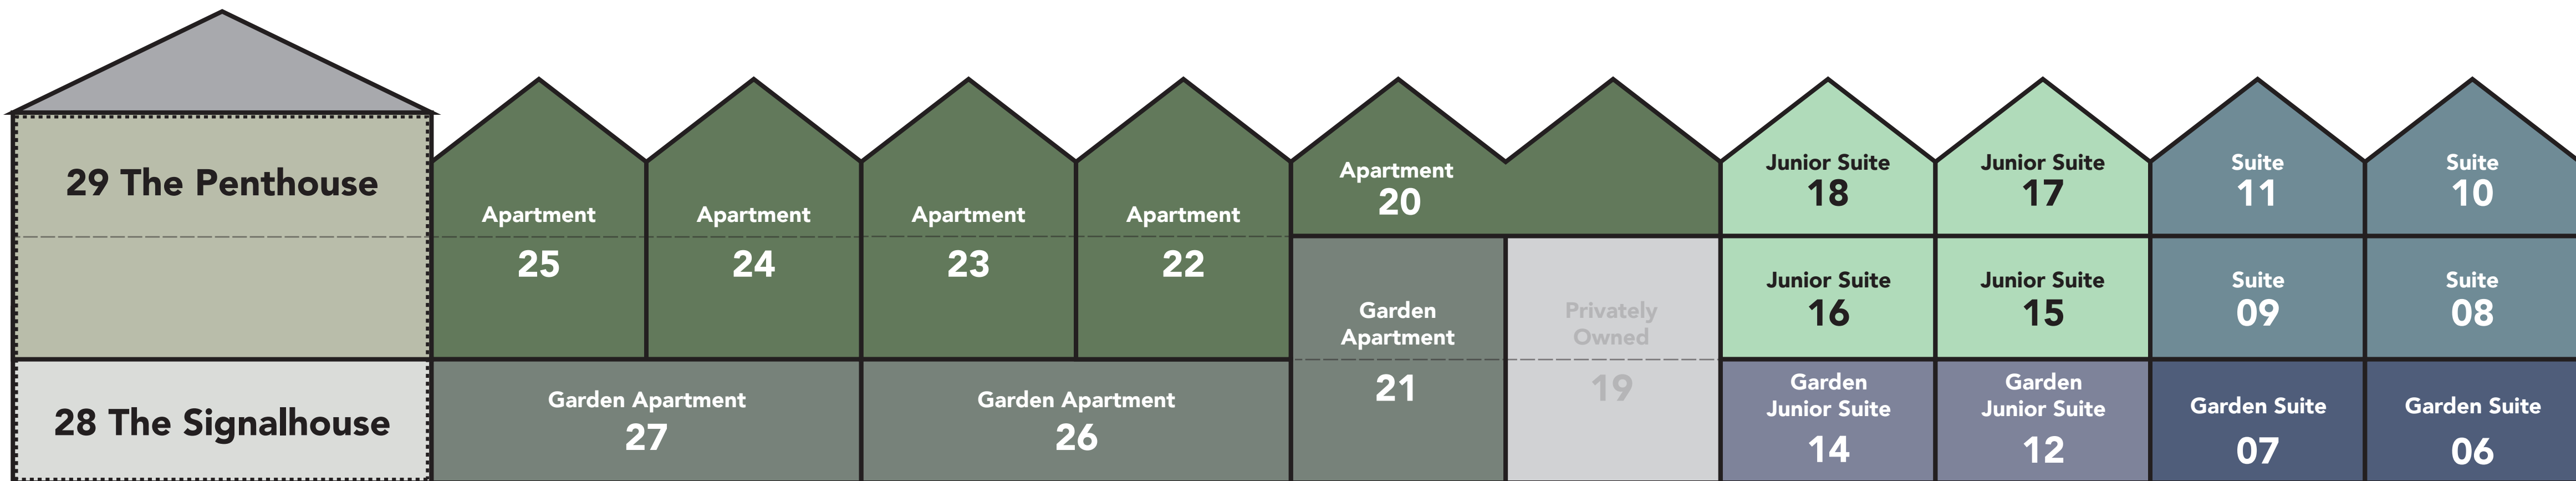 29 The Penthouse
28 The Signalhouse
Apartment
25
Apartment
24
Apartment
23
Apartment
22
Garden Apartment
27
Garden Apartment
26
Apartment
20
Garden
Apartment
21
Privately
Owned
19
Junior Suite
18
Junior Suite
17
Junior Suite
16
Junior Suite
15
Garden
Junior Suite
14
Garden
Junior Suite
12
Suite
11
Suite
10
Suite
09
Suite
08
Garden Suite
07
Garden Suite
06